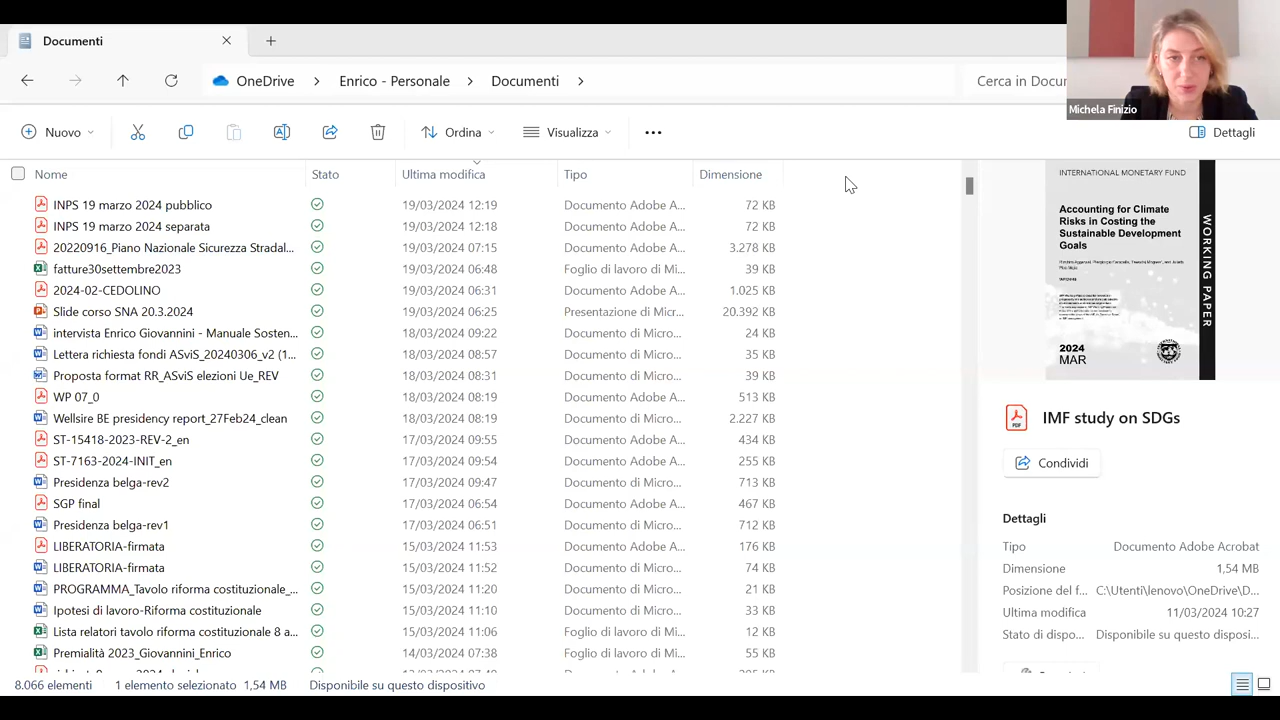 Documenti
OneDrive > Enrico - Personale > Documenti >
Cerca in Docu
Michela Finizio
Nuovo
Ordina
Visualizza
Dettagli
Nome Stato Ultima modifica Tipo Dimensione
INPS 19 marzo 2024 pubblico 19/03/2024 12:19 Documento Adobe A... 72 KB
INPS 19 marzo 2024 separata 19/03/2024 12:18 Documento Adobe A... 72 KB
20220916_Piano Nazionale Sicurezza Stradal... 19/03/2024 07:15 Documento Adobe A... 3.278 KB
fatture30settembre2023 19/03/2024 06:48 Foglio di lavoro di Mi... 39 KB
2024-02-CEDOLINO 19/03/2024 06:31 Documento Adobe A... 1.025 KB
Slide corso SNA 20.3.2024 19/03/2024 06:25 Presentazione di Micr... 20.392 KB
intervista Enrico Giovannini - Manuale Sosten... 18/03/2024 09:22 Documento di Micro... 24 KB
Lettera richiesta fondi ASviS_20240306_v2 (1... 18/03/2024 08:57 Documento di Micro... 35 KB
Proposta format RR_ASviS elezioni Ue_REV 18/03/2024 08:31 Documento di Micro... 39 KB
WP 07_0 18/03/2024 08:19 Documento Adobe A... 513 KB
Wellsire BE presidency report_27Feb24_clean 18/03/2024 08:19 Documento di Micro... 2.227 KB
ST-15418-2023-REV-2_en 17/03/2024 09:55 Documento Adobe A... 434 KB
ST-7163-2024-INIT_en 17/03/2024 09:54 Documento Adobe A... 255 KB
Presidenza belga-rev2 17/03/2024 09:47 Documento di Micro... 713 KB
SGP final 17/03/2024 06:54 Documento Adobe A... 467 KB
Presidenza belga-rev1 17/03/2024 06:51 Documento di Micro... 712 KB
LIBERATORIA-firmata 15/03/2024 11:53 Documento Adobe A... 176 KB
LIBERATORIA-firmata 15/03/2024 11:52 Documento di Micro... 74 KB
PROGRAMMA_Tavolo riforma costituzionale_... 15/03/2024 11:20 Documento di Micro... 21 KB
Ipotesi di lavoro-Riforma costituzionale 15/03/2024 11:10 Documento di Micro... 33 KB
Lista relatori tavolo riforma costituzionale 8 a... 15/03/2024 11:06 Foglio di lavoro di Mi... 12 KB
Premialità 2023_Giovannini_Enrico 14/03/2024 07:38 Foglio di lavoro di Mi... 55 KB
8.066 elementi 1 elemento selezionato 1,54 MB Disponibile su questo dispositivo
INTERNATIONAL MONETARY FUND
Accounting for Climate
Risks in Costing the
Sustainable Development
Goals
WORKING PAPER
2024
MAR
PDF
IMF study on SDGs
Condividi
Dettagli
Tipo Documento Adobe Acrobat
Dimensione 1,54 MB
Posizione del f... C:\Utenti\lenovo\OneDrive\D...
Ultima modifica 11/03/2024 10:27
Stato di dispo... Disponibile su questo disposi...